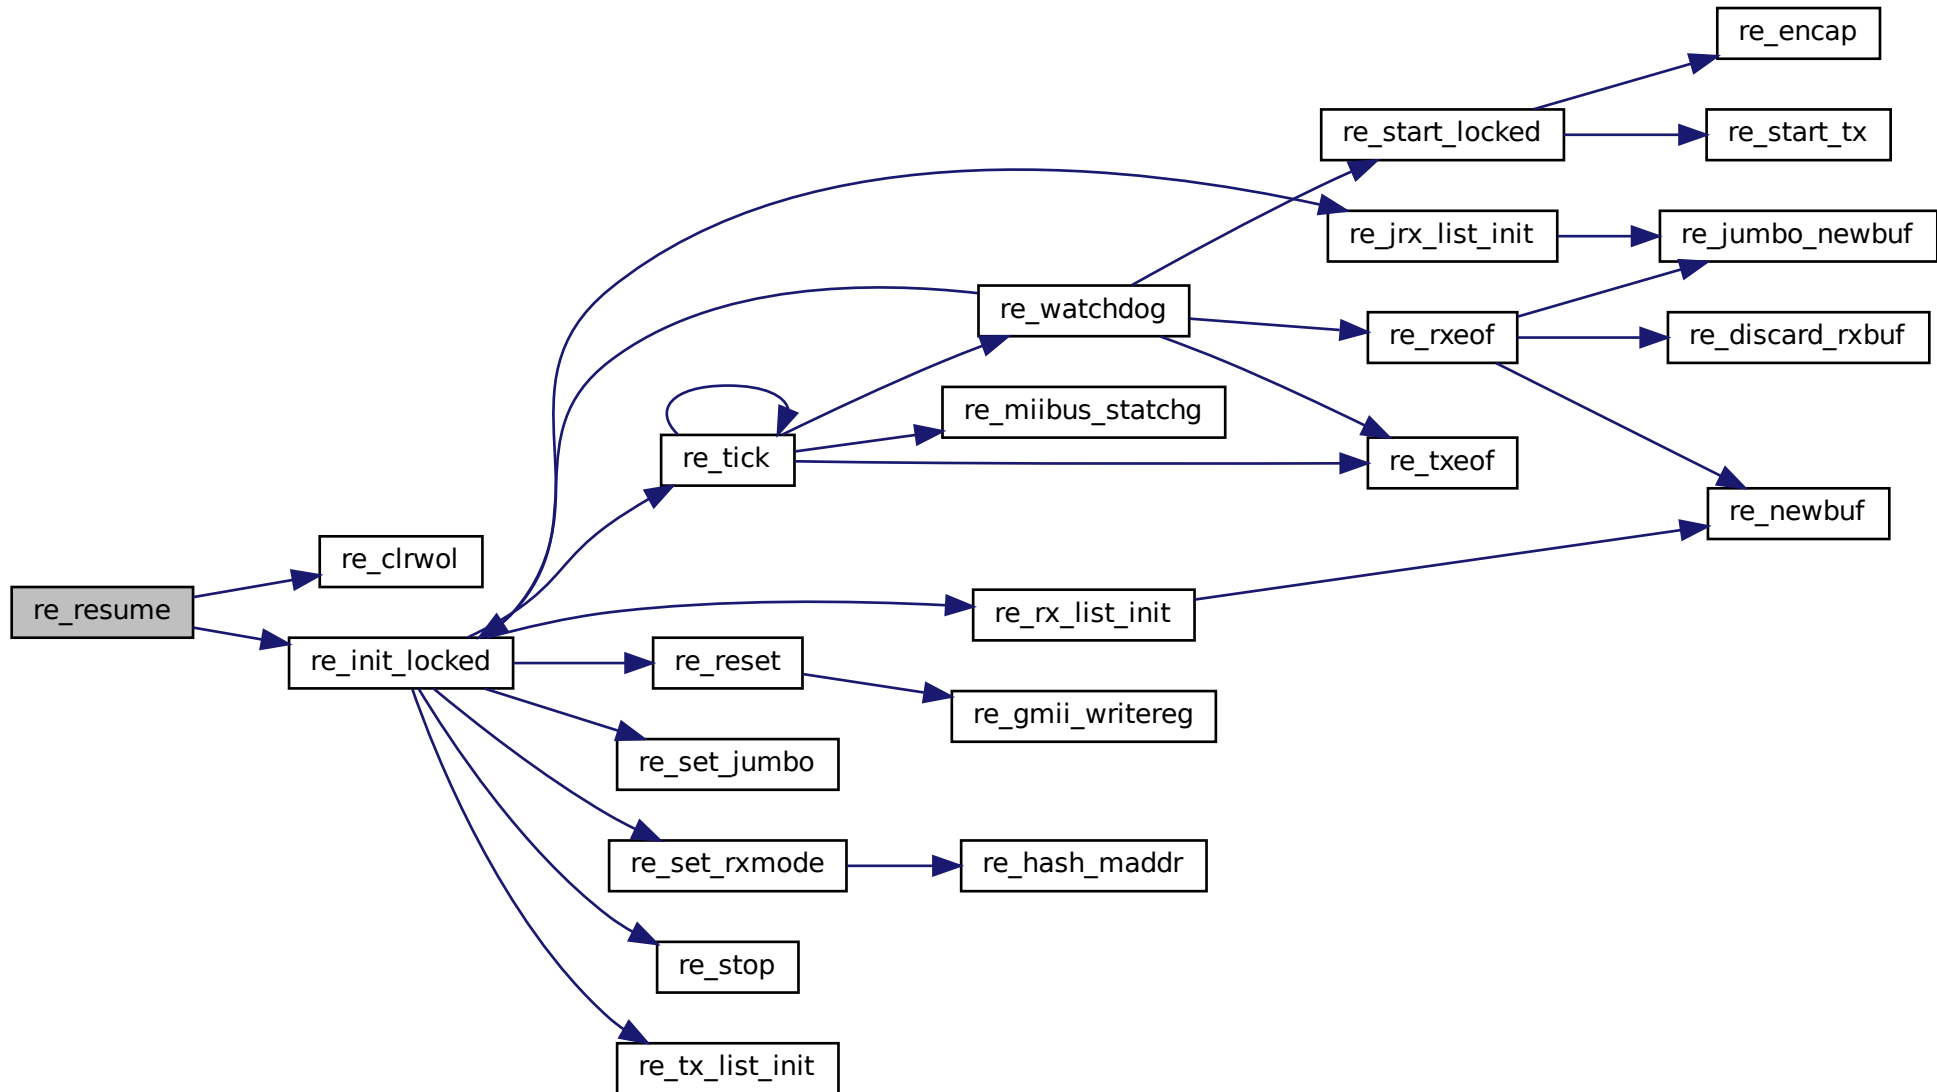 re_encap
re_start_locked
re_start_tx
re_jrx_list_init
re_jumbo_newbuf
re_watchdog
re_rxeof
re_discard_rxbuf
re_miibus_statchg
re_tick
re_txeof
re_newbuf
re_clrwol
re_resume
re_rx_list_init
re_init_locked
re_reset
re_gmii_writereg
re_set_jumbo
re_set_rxmode
re_hash_maddr
re_stop
re_tx_list_init